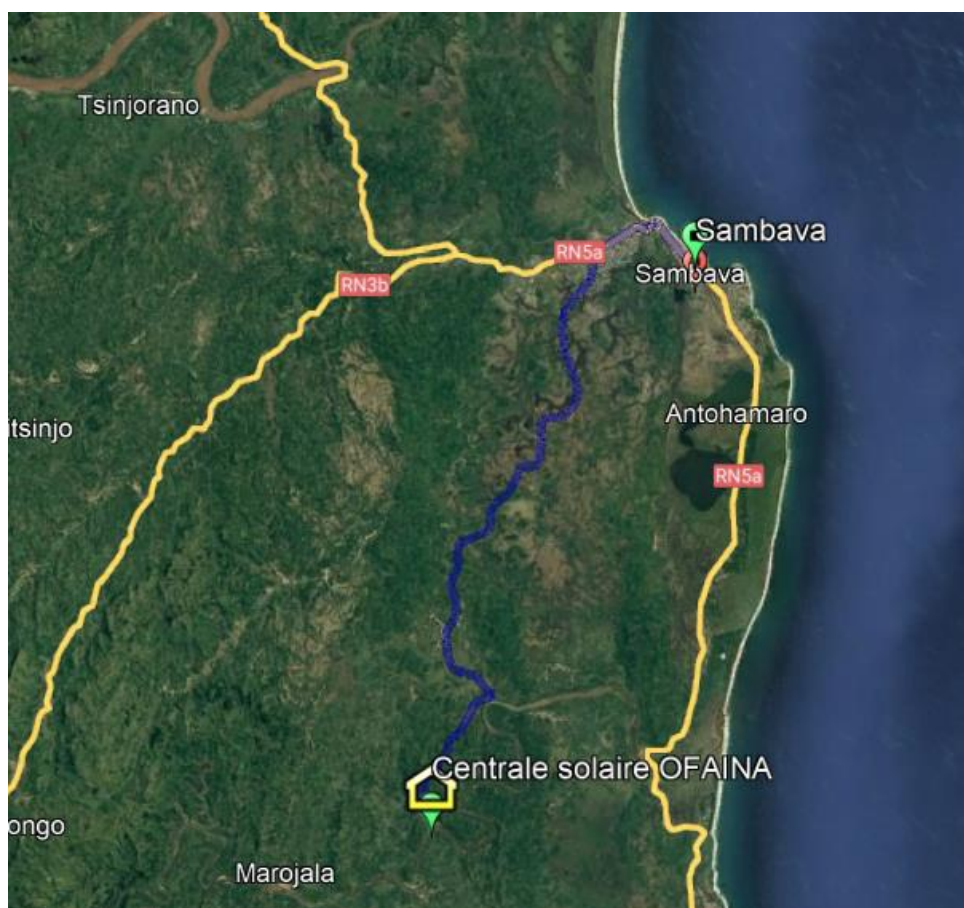 Tsinjorano
Sambava
RN5a
Sambava
RN3b
Antohamaro
itsinjo
RN5a
Centrale solaire OFAINA
ongo
Marojala